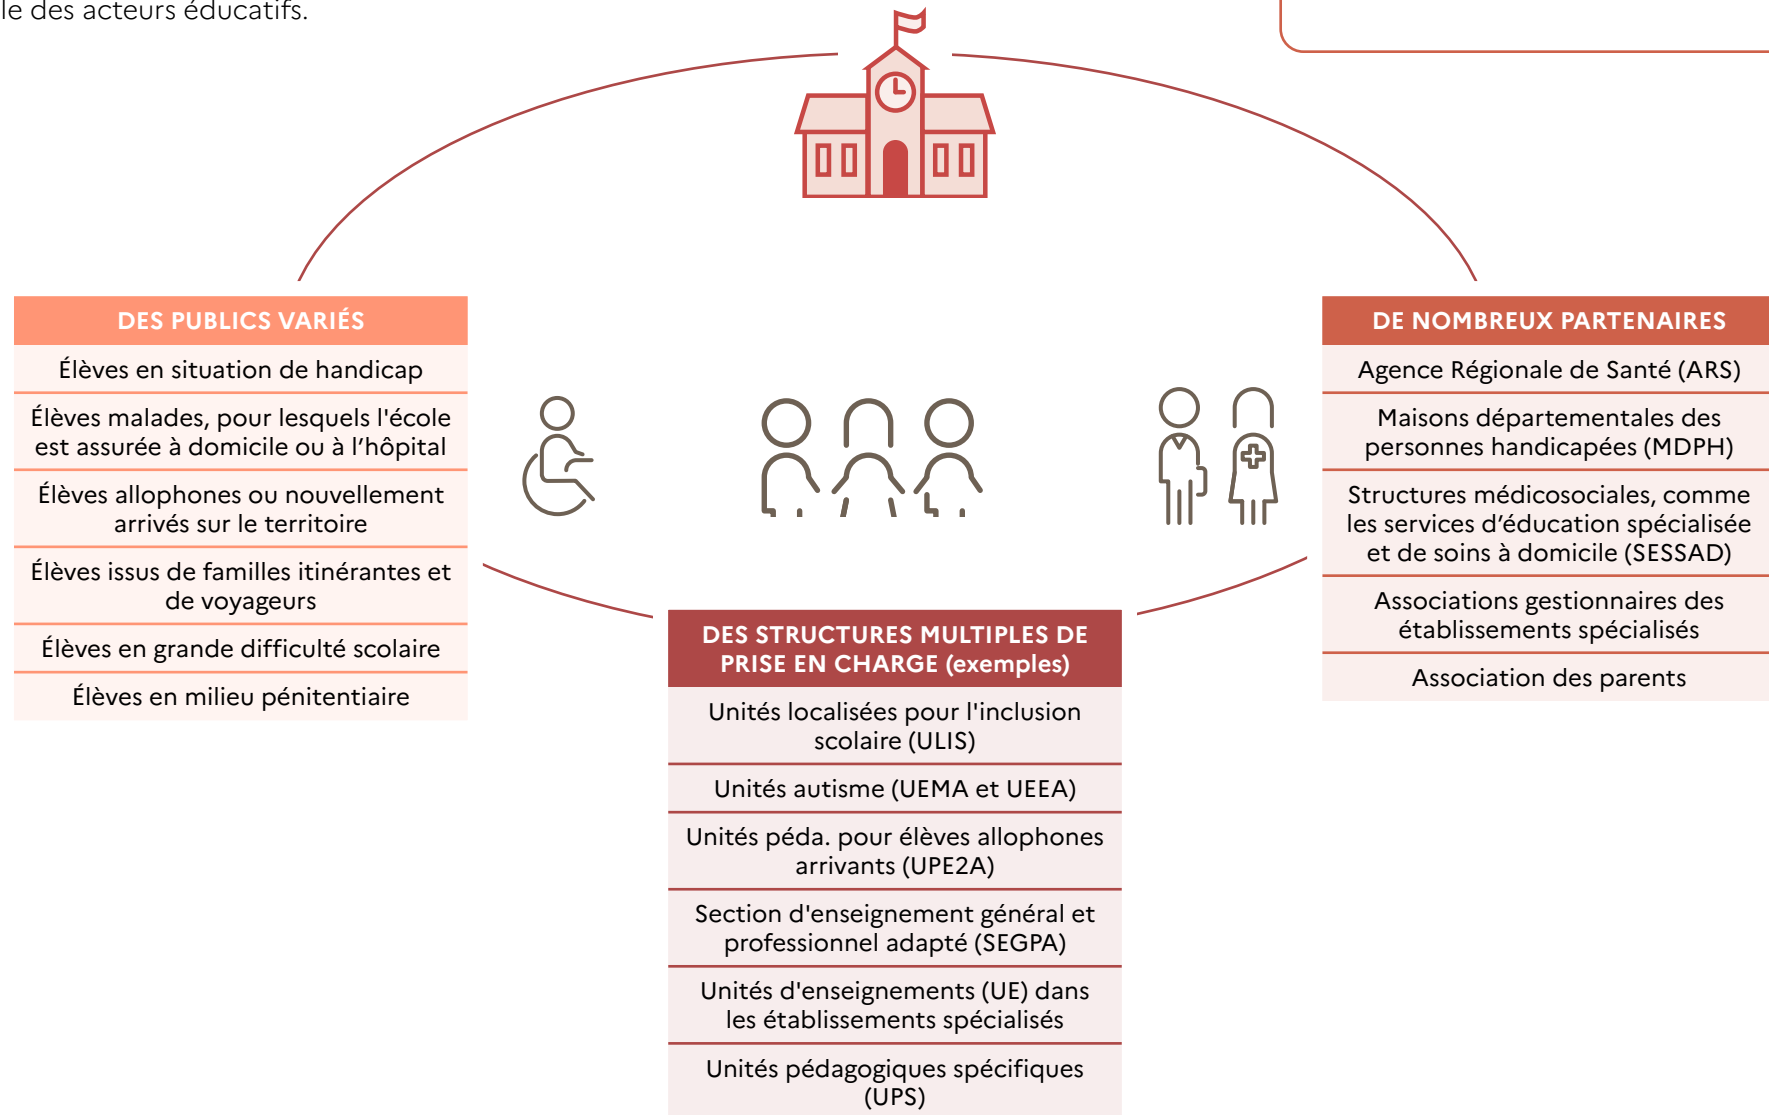 le des acteurs éducatifs.
DES PUBLICS VARIÉS
Élèves en situation de handicap
Élèves malades, pour lesquels l'école
est assurée à domicile ou à l’hôpital
Élèves allophones ou nouvellement
arrivés sur le territoire
Élèves issus de familles itinérantes et
de voyageurs
Élèves en grande difficulté scolaire
Élèves en milieu pénitentiaire
DES STRUCTURES MULTIPLES DE
PRISE EN CHARGE (exemples)
Unités localisées pour l'inclusion
scolaire (ULIS)
Unités autisme (UEMA et UEEA)
Unités péda. pour élèves allophones
arrivants (UPE2A)
Section d'enseignement général et
professionnel adapté (SEGPA)
Unités d'enseignements (UE) dans
les établissements spécialisés
Unités pédagogiques spécifiques
(UPS)
DE NOMBREUX PARTENAIRES
Agence Régionale de Santé (ARS)
Maisons départementales des
personnes handicapées (MDPH)
Structures médicosociales, comme
les services d’éducation spécialisée
et de soins à domicile (SESSAD)
Associations gestionnaires des
établissements spécialisés
Association des parents